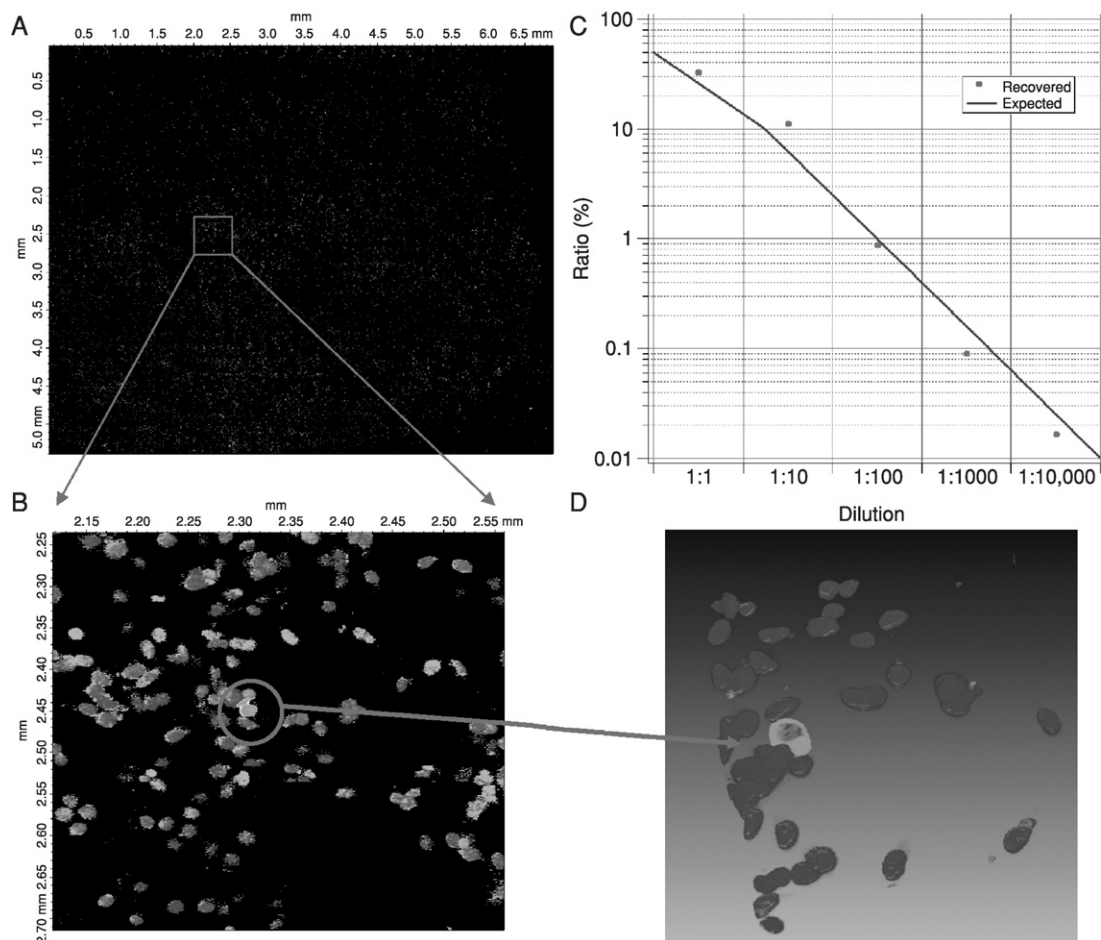 A
mm
0.5 1.0 1.5 2.0 2.5 3.0 3.5 4.0 4.5 5.0 5.5 6.0 6.5 mm
mm
0.5
1.0
1.5
2.0
2.5
3.0
3.5
4.0
4.5
5.0 mm
B
mm
2.15 2.20 2.25 2.30 2.35 2.40 2.45 2.50 2.55 mm
mm
2.25
2.30
2.35
2.40
2.45
2.50
2.55
2.60
2.65
2.70 mm
C
Ratio (%)
100
10
1
0.1
0.01
Recovered
Expected
1:1 1:10 1:100 1:1000 1:10,000
Dilution
D